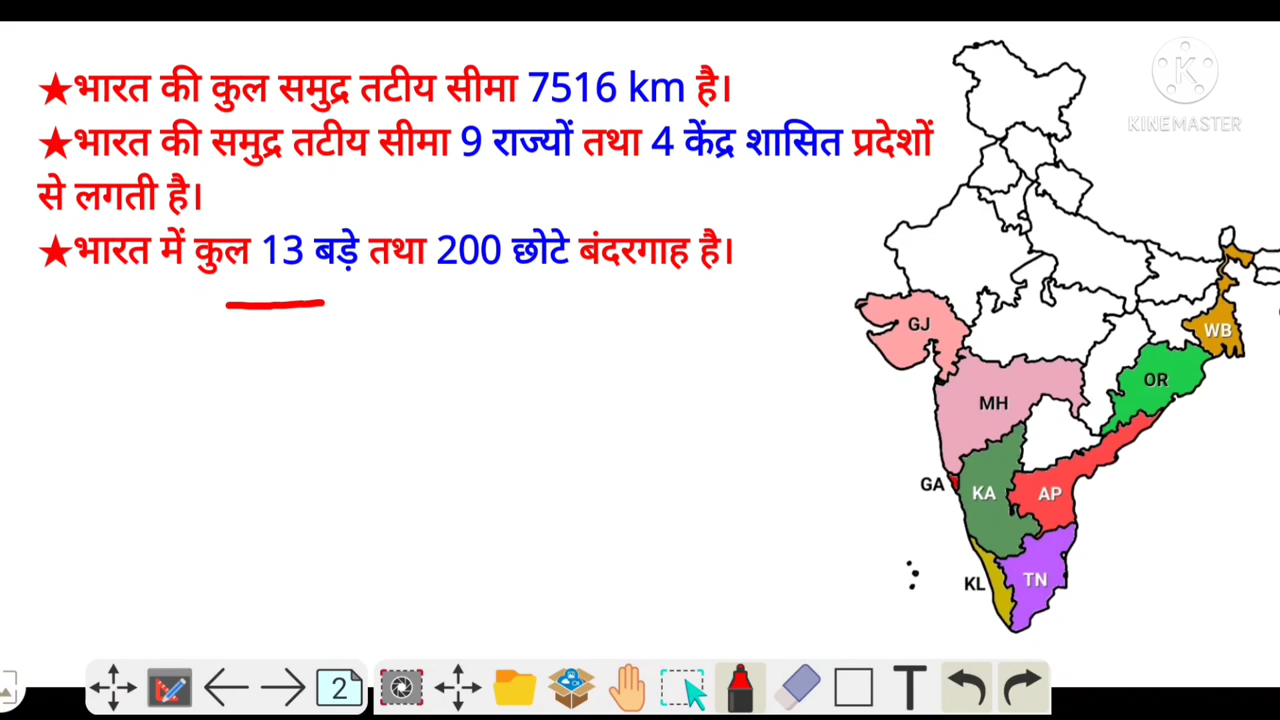 ★भारत की कुल समुद्र तटीय सीमा 7516 km है।
★भारत की समुद्र तटीय सीमा 9 राज्यों तथा 4 केंद्र शासित प्रदेशों
से लगती है।
★भारत में कुल 13 बड़े तथा 200 छोटे बंदरगाह है।
K
KINEMASTER
GJ
WB
OR
MH
GA
KA
AP
KL
TN
2
T